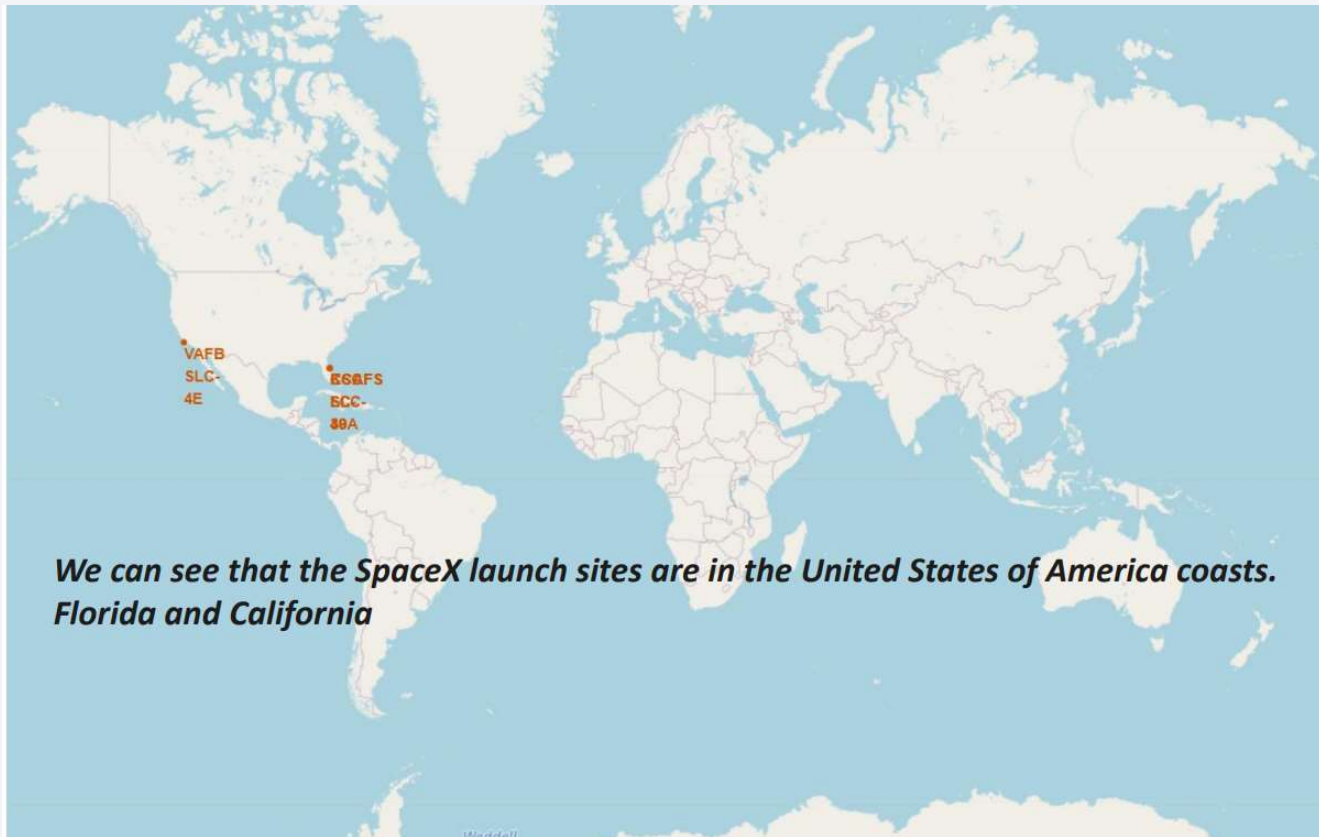 VAFB
SLC-
4E
We can see that the SpaceX launch sites are in the United States of America coasts.
Florida and California